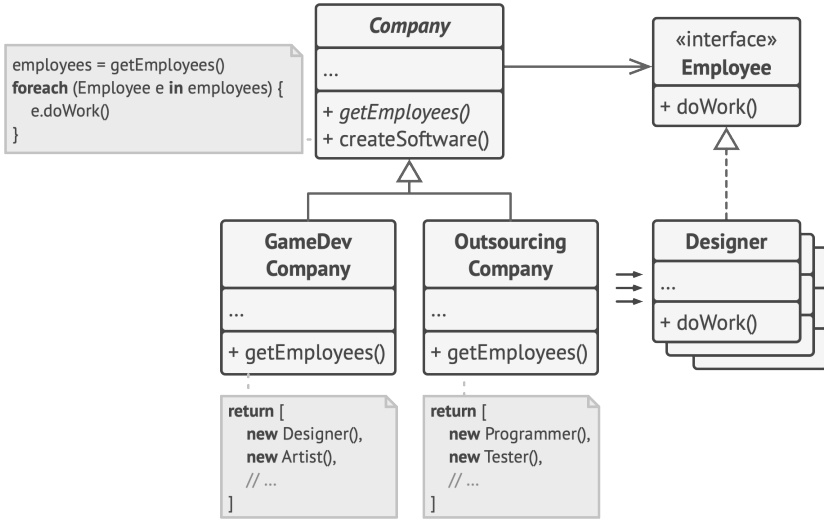 employees = getEmployees()
foreach (Employee e in employees) {
e.doWork()
}
Company
...
+ getEmployees()
+ createSoftware()
«interface»
Employee
+ doWork()
GameDev
Company
...
+ getEmployees()
Outsourcing
Company
...
+ getEmployees()
Designer
...
+ doWork()
return [
new Designer(),
new Artist(),
// ...
]
return [
new Programmer(),
new Tester(),
// ...
]